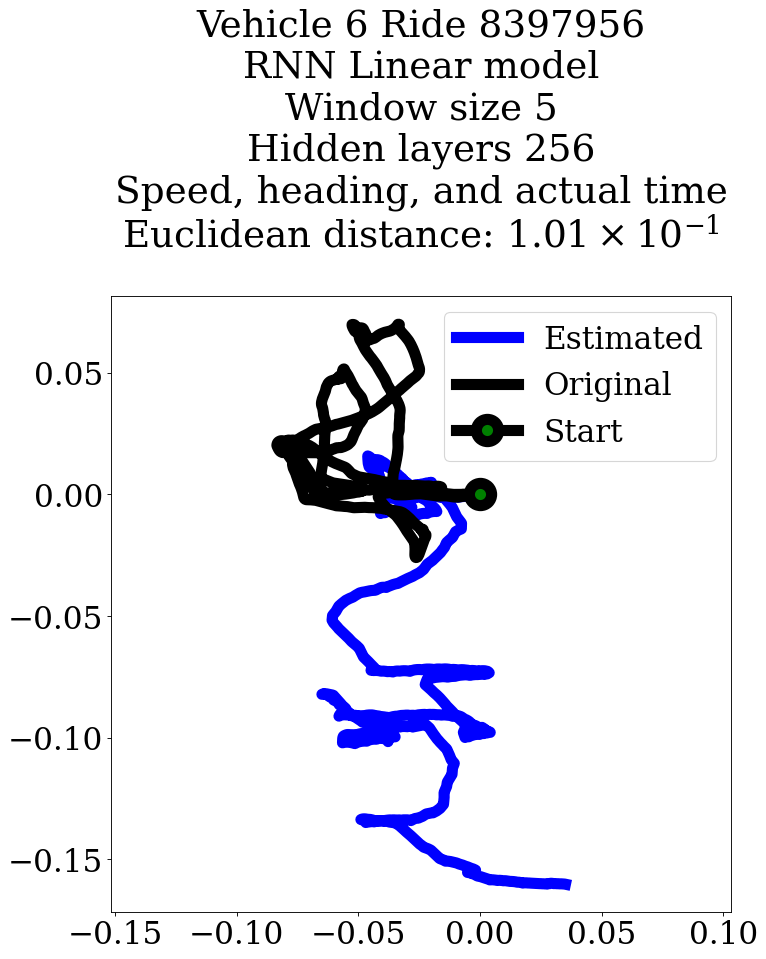 Vehicle 6 Ride 8397956
RNN Linear model
Window size 5
Hidden layers 256
Speed, heading, and actual time
Euclidean distance: 1.01 × 10⁻¹
Estimated
Original
Start
0.05
0.00
−0.05
−0.10
−0.15
−0.15 −0.10 −0.05 0.00 0.05 0.10